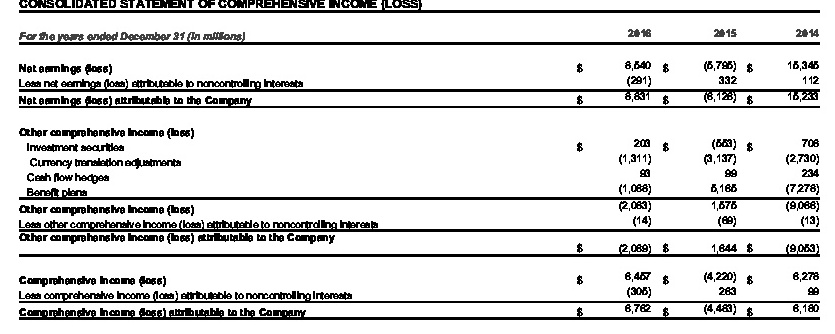 CONSOLIDATED STATEMENT OF COMPREHENSIVE INCOME (LOSS)
For the years ended December 31 (In millions) 2016 2015 2014
Net earnings (loss) $ 8,540 $ (5,795) $ 15,345
Less net earnings (loss) attributable to noncontrolling interests (291) 332 112
Net earnings (loss) attributable to the Company $ 8,831 $ (6,126) $ 15,233
Other comprehensive income (loss)
Investment securities $ 203 $ (553) $ 708
Currency translation adjustments (1,311) (3,137) (2,730)
Cash flow hedges 93 99 234
Benefit plans (1,068) 5,165 (7,278)
Other comprehensive income (loss) (2,083) 1,575 (9,066)
Less other comprehensive income (loss) attributable to noncontrolling interests (14) (69) (13)
Other comprehensive income (loss) attributable to the Company
$ (2,069) $ 1,644 $ (9,053)
Comprehensive income (loss) $ 6,457 $ (4,220) $ 6,278
Less comprehensive income (loss) attributable to noncontrolling interests (305) 263 99
Comprehensive income (loss) attributable to the Company $ 6,762 $ (4,483) $ 6,180